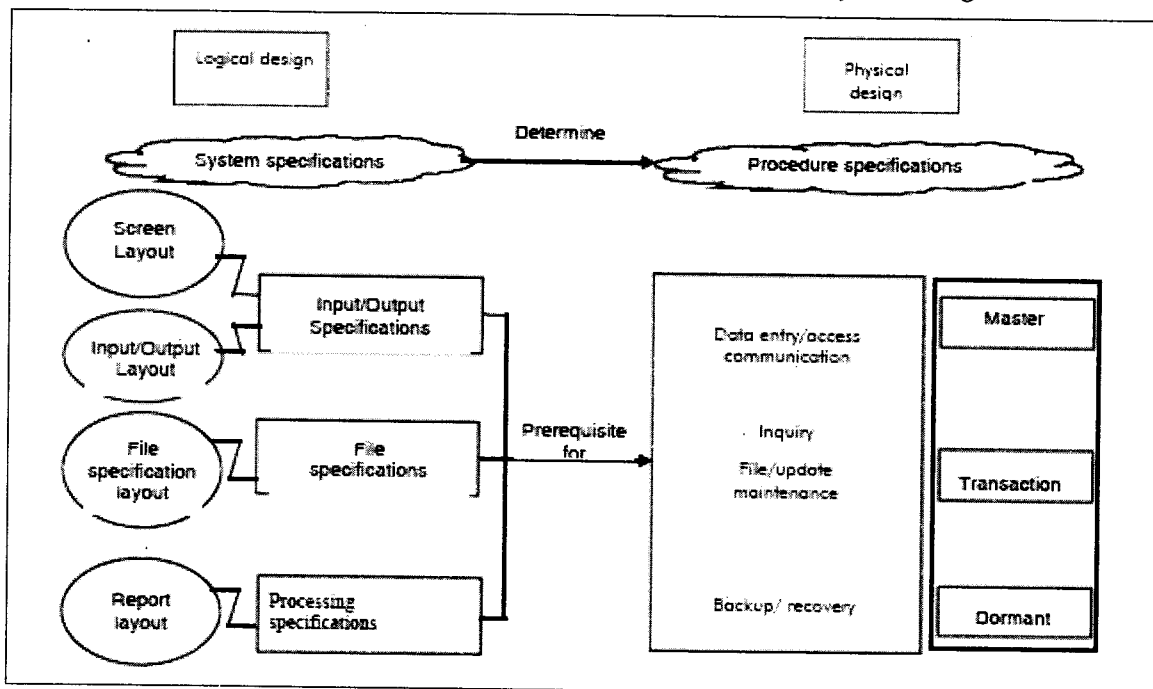 Logical design
Physical
design
Determine
System specifications
Procedure specifications
Screen
Layout
Input/Output
Specifications
Input/Output
Layout
File
specification
layout
File
specifications
Report
layout
Processing
specifications
Prerequisite
for
Data entry/access
communication
Inquiry
File/update
maintenance
Backup/ recovery
Master
Transaction
Dormant